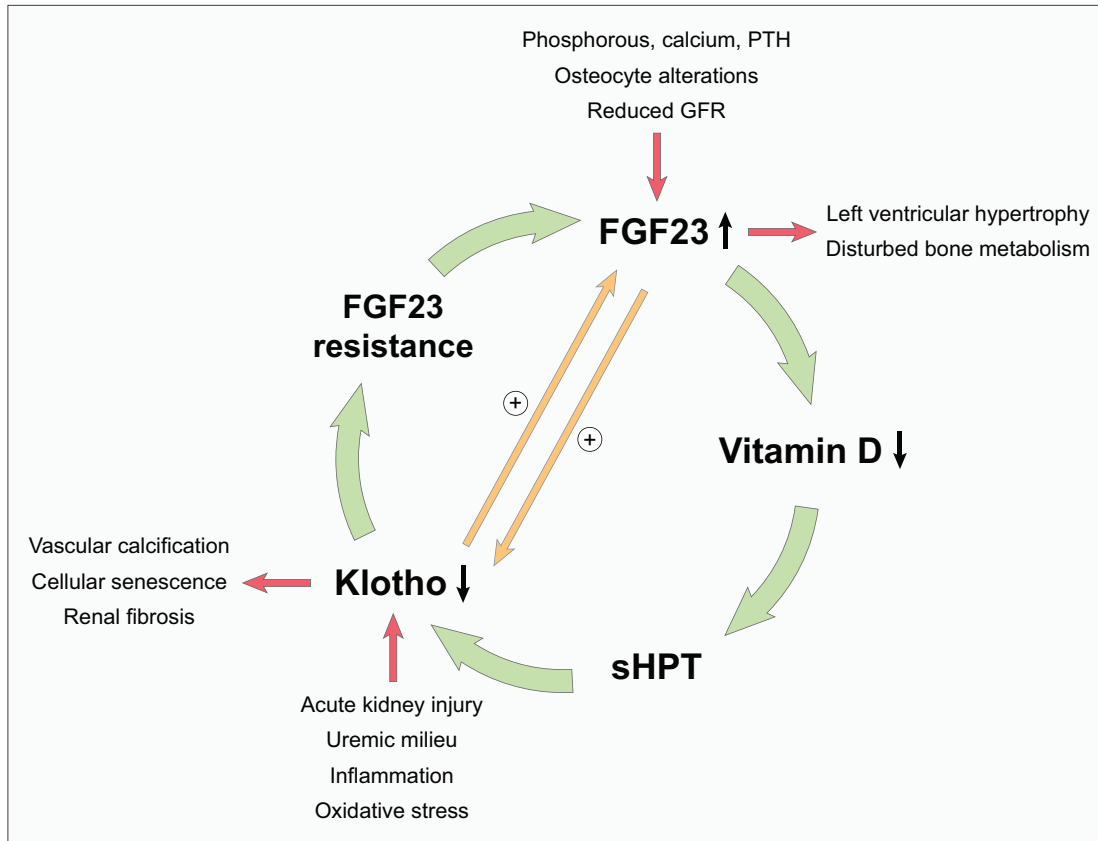 Phosphorous, calcium, PTH
Osteocyte alterations
Reduced GFR
FGF23
Left ventricular hypertrophy
Disturbed bone metabolism
FGF23
resistance
+
+
Vitamin D
Vascular calcification
Cellular senescence
Renal fibrosis
Klotho
sHPT
Acute kidney injury
Uremic milieu
Inflammation
Oxidative stress